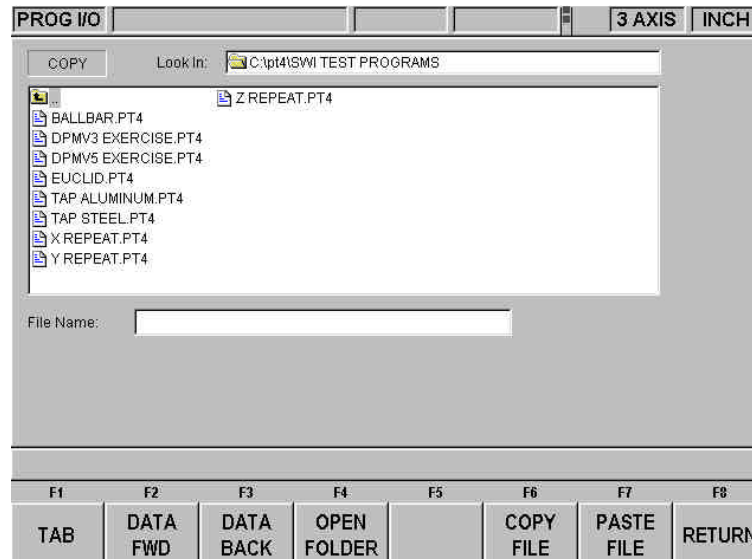 PROG I/O 3 AXIS INCH
COPY Look In: C:\pt4\SWI TEST PROGRAMS
.. Z REPEAT.PT4
BALLBAR.PT4
DPMV3 EXERCISE.PT4
DPMV5 EXERCISE.PT4
EUCLID.PT4
TAP ALUMINUM.PT4
TAP STEEL.PT4
X REPEAT.PT4
Y REPEAT.PT4
File Name:
F1 F2 F3 F4 F5 F6 F7 F8
TAB DATA FWD DATA BACK OPEN FOLDER COPY FILE PASTE FILE RETURN